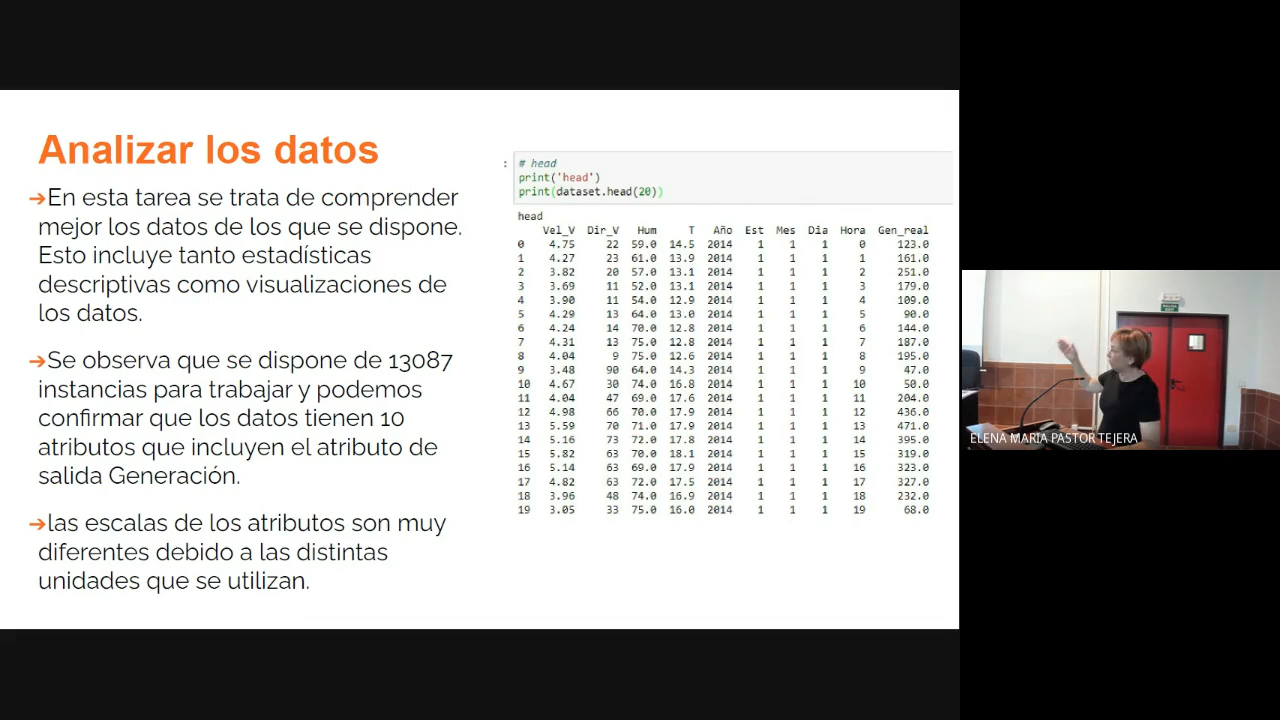 Analizar los datos
➔En esta tarea se trata de comprender
mejor los datos de los que se dispone.
Esto incluye tanto estadísticas
descriptivas como visualizaciones de
los datos.
➔Se observa que se dispone de 13087
instancias para trabajar y podemos
confirmar que los datos tienen 10
atributos que incluyen el atributo de
salida Generación.
➔las escalas de los atributos son muy
diferentes debido a las distintas
unidades que se utilizan.
:
# head
print('head')
print(dataset.head(20))
head
Vel_V Dir_V Hum T Año Est Mes Dia Hora Gen_real
0 4.75 22 59.0 14.5 2014 1 1 1 0 123.0
1 4.27 23 61.0 13.9 2014 1 1 1 1 161.0
2 3.82 20 57.0 13.1 2014 1 1 1 2 251.0
3 3.69 11 52.0 13.1 2014 1 1 1 3 179.0
4 3.90 11 54.0 12.9 2014 1 1 1 4 109.0
5 4.29 13 64.0 13.0 2014 1 1 1 5 90.0
6 4.24 14 70.0 12.8 2014 1 1 1 6 144.0
7 4.31 13 75.0 12.8 2014 1 1 1 7 187.0
8 4.04 9 75.0 12.6 2014 1 1 1 8 195.0
9 3.48 90 64.0 14.3 2014 1 1 1 9 47.0
10 4.67 30 74.0 16.8 2014 1 1 1 10 50.0
11 4.04 47 69.0 17.6 2014 1 1 1 11 204.0
12 4.98 66 70.0 17.9 2014 1 1 1 12 436.0
13 5.59 70 71.0 17.9 2014 1 1 1 13 471.0
14 5.16 73 72.0 17.8 2014 1 1 1 14 395.0
15 5.82 63 70.0 18.1 2014 1 1 1 15 319.0
16 5.14 63 69.0 17.9 2014 1 1 1 16 323.0
17 4.82 63 72.0 17.5 2014 1 1 1 17 327.0
18 3.96 48 74.0 16.9 2014 1 1 1 18 232.0
19 3.05 33 75.0 16.0 2014 1 1 1 19 68.0
ELENA MARIA PASTOR TEJERA